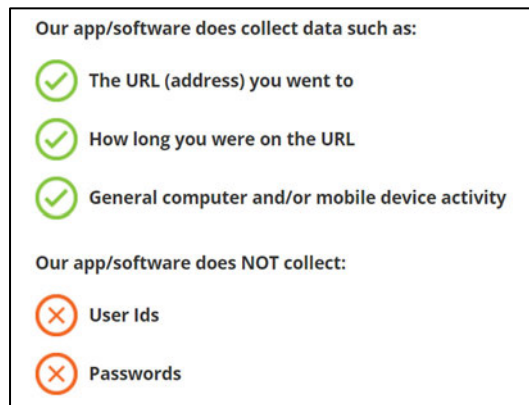 Our app/software does collect data such as:
The URL (address) you went to
How long you were on the URL
General computer and/or mobile device activity
Our app/software does NOT collect:
User Ids
Passwords